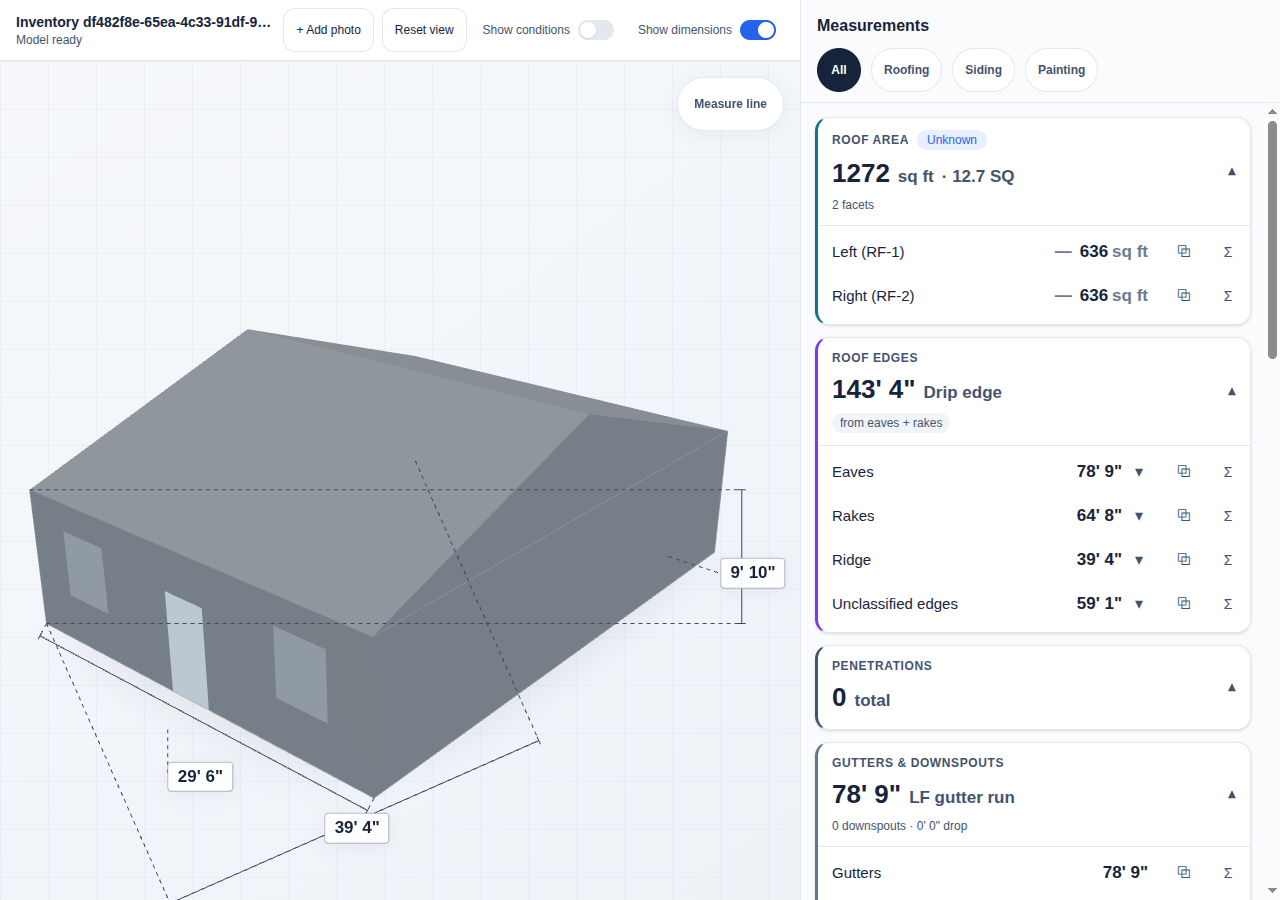 Inventory df482f8e-65ea-4c33-91df-9…
Model ready
+ Add photo
Reset view
Show conditions
Show dimensions
Measure line
9' 10"
29' 6"
39' 4"
Measurements
All
Roofing
Siding
Painting
ROOF AREA Unknown
1272 sq ft · 12.7 SQ
▲
2 facets
Left (RF-1) — 636 sq ft Σ
Right (RF-2) — 636 sq ft Σ
ROOF EDGES
143' 4" Drip edge
▲
from eaves + rakes
Eaves 78' 9" ▼ Σ
Rakes 64' 8" ▼ Σ
Ridge 39' 4" ▼ Σ
Unclassified edges 59' 1" ▼ Σ
PENETRATIONS
0 total
▲
GUTTERS & DOWNSPOUTS
78' 9" LF gutter run
▲
0 downspouts · 0' 0" drop
Gutters 78' 9" Σ